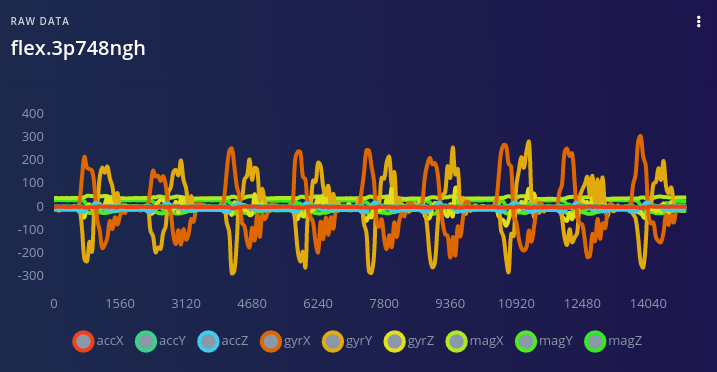 RAW DATA
flex.3p748ngh
400
300
200
100
0
-100
-200
-300
0 1560 3120 4680 6240 7800 9360 10920 12480 14040
accX accY accZ gyrX gyrY gyrZ magX magY magZ